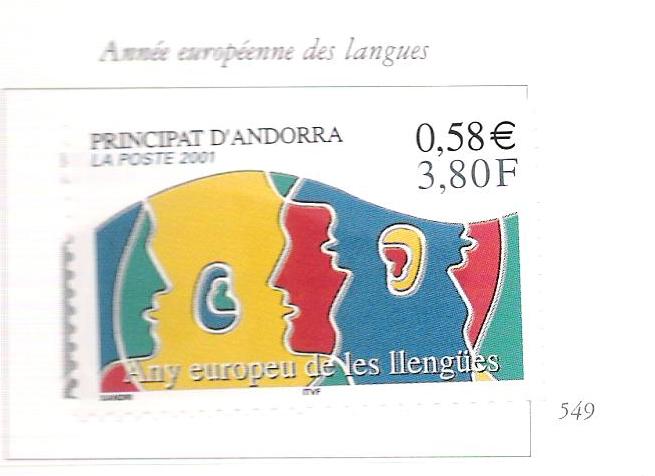 Année européenne des langues
PRINCIPAT D'ANDORRA
LA POSTE 2001
0,58€
3,80F
Any europeu de les llengües
ITVF
549